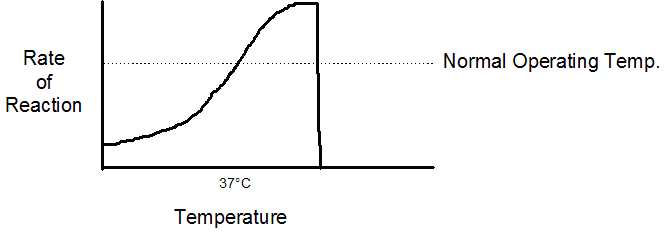 Rate
of
Reaction
Normal Operating Temp.
37°C
Temperature